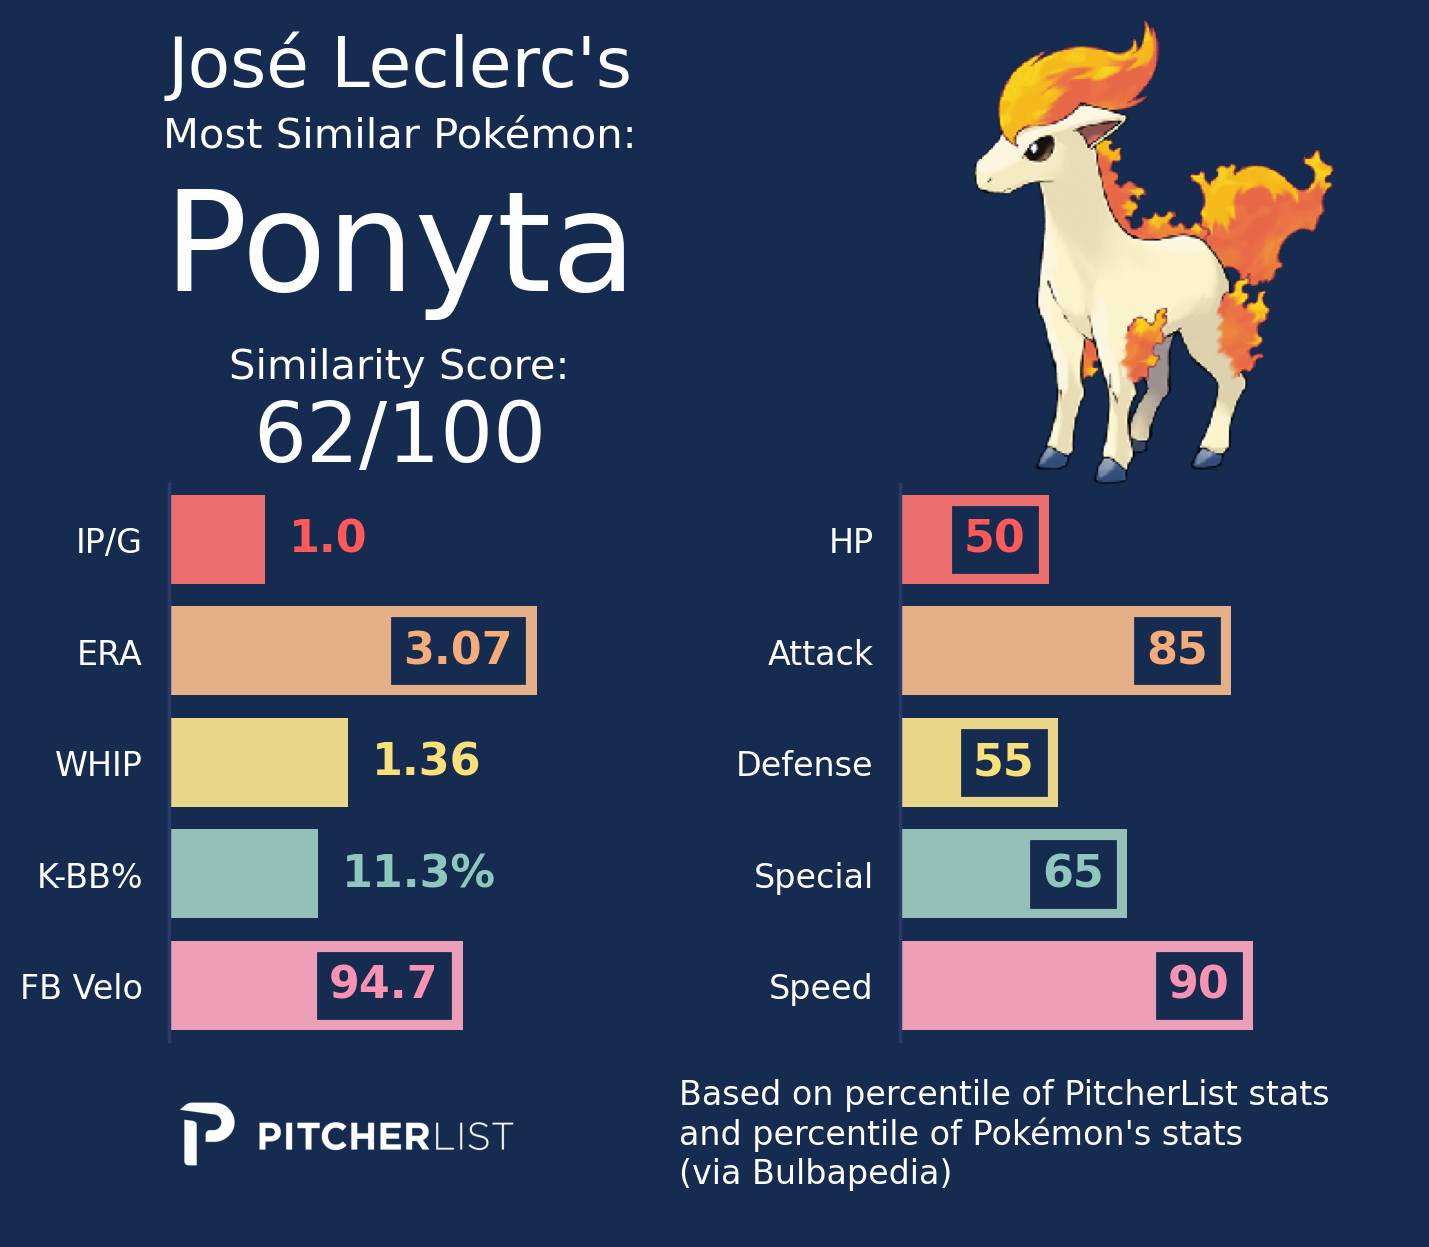 José Leclerc's
Most Similar Pokémon:
Ponyta
Similarity Score:
62/100
IP/G 1.0
ERA 3.07
WHIP 1.36
K-BB% 11.3%
FB Velo 94.7
HP 50
Attack 85
Defense 55
Special 65
Speed 90
PITCHERLIST
Based on percentile of PitcherList stats
and percentile of Pokémon's stats
(via Bulbapedia)